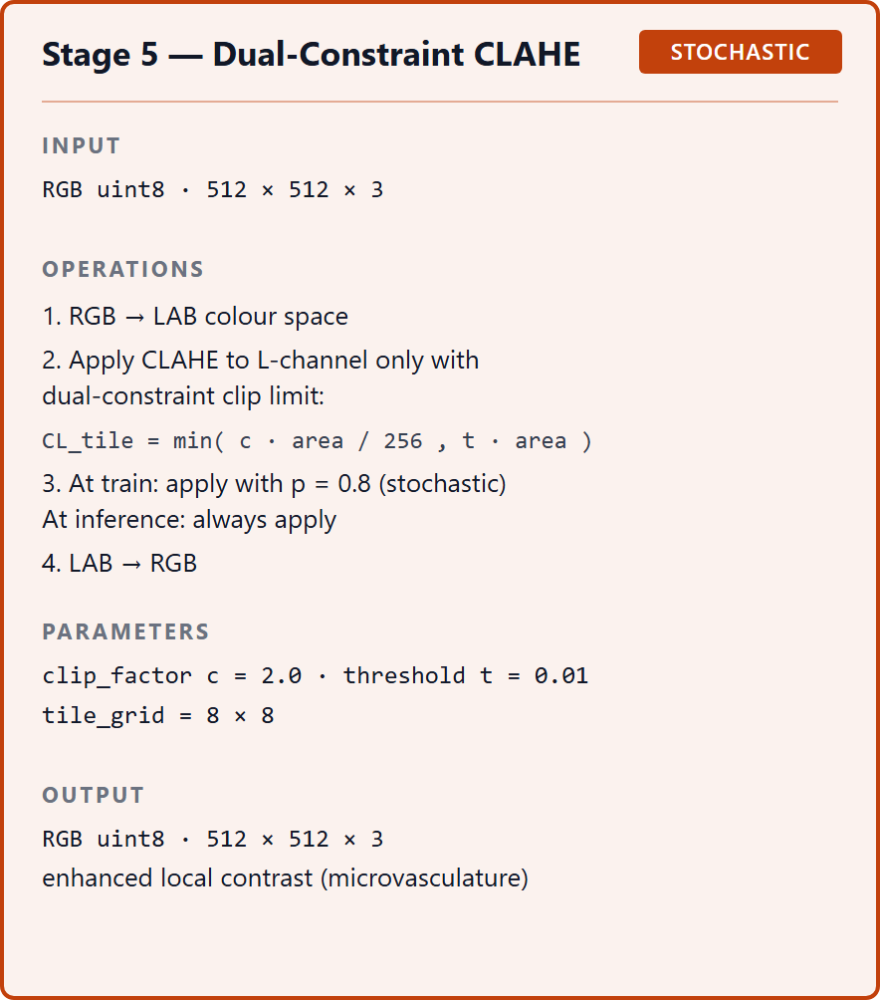 Stage 5 — Dual-Constraint CLAHE
STOCHASTIC
INPUT
RGB uint8 · 512 × 512 × 3
OPERATIONS
1. RGB → LAB colour space
2. Apply CLAHE to L-channel only with
dual-constraint clip limit:
CL_tile = min( c · area / 256 , t · area )
3. At train: apply with p = 0.8 (stochastic)
At inference: always apply
4. LAB → RGB
PARAMETERS
clip_factor c = 2.0 · threshold t = 0.01
tile_grid = 8 × 8
OUTPUT
RGB uint8 · 512 × 512 × 3
enhanced local contrast (microvasculature)